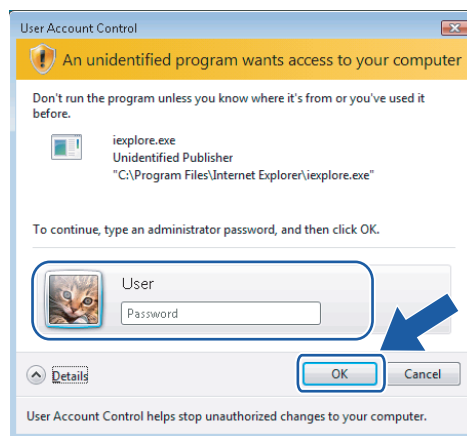 User Account Control
An unidentified program wants access to your computer
Don't run the program unless you know where it's from or you've used it
before.
iexplore.exe
Unidentified Publisher
"C:\Program Files\Internet Explorer\iexplore.exe"
To continue, type an administrator password, and then click OK.
User
Password
Details
OK
Cancel
User Account Control helps stop unauthorized changes to your computer.